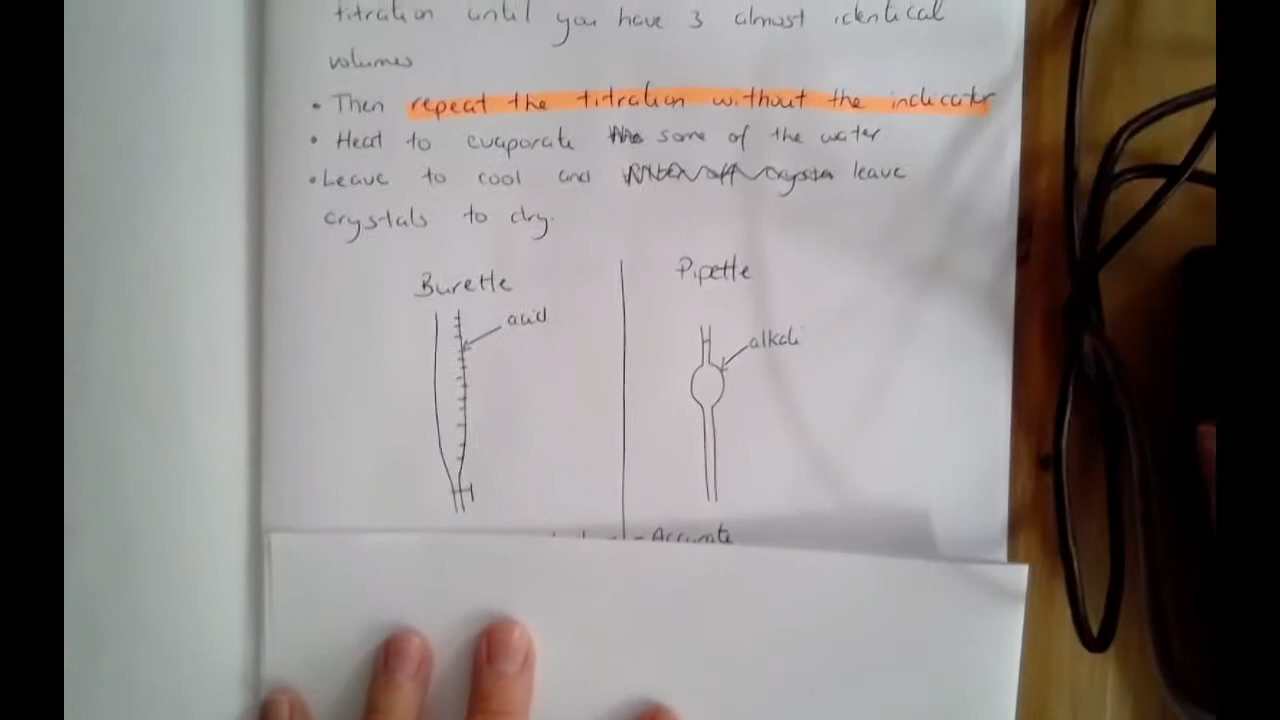 titration until you have 3 almost identical
volumes
• Then repeat the titration without the indicator
• Heat to evaporate some of the water
• Leave to cool and leave
crystals to dry.
Burette
Pipette
acid
alkali
- Accurate